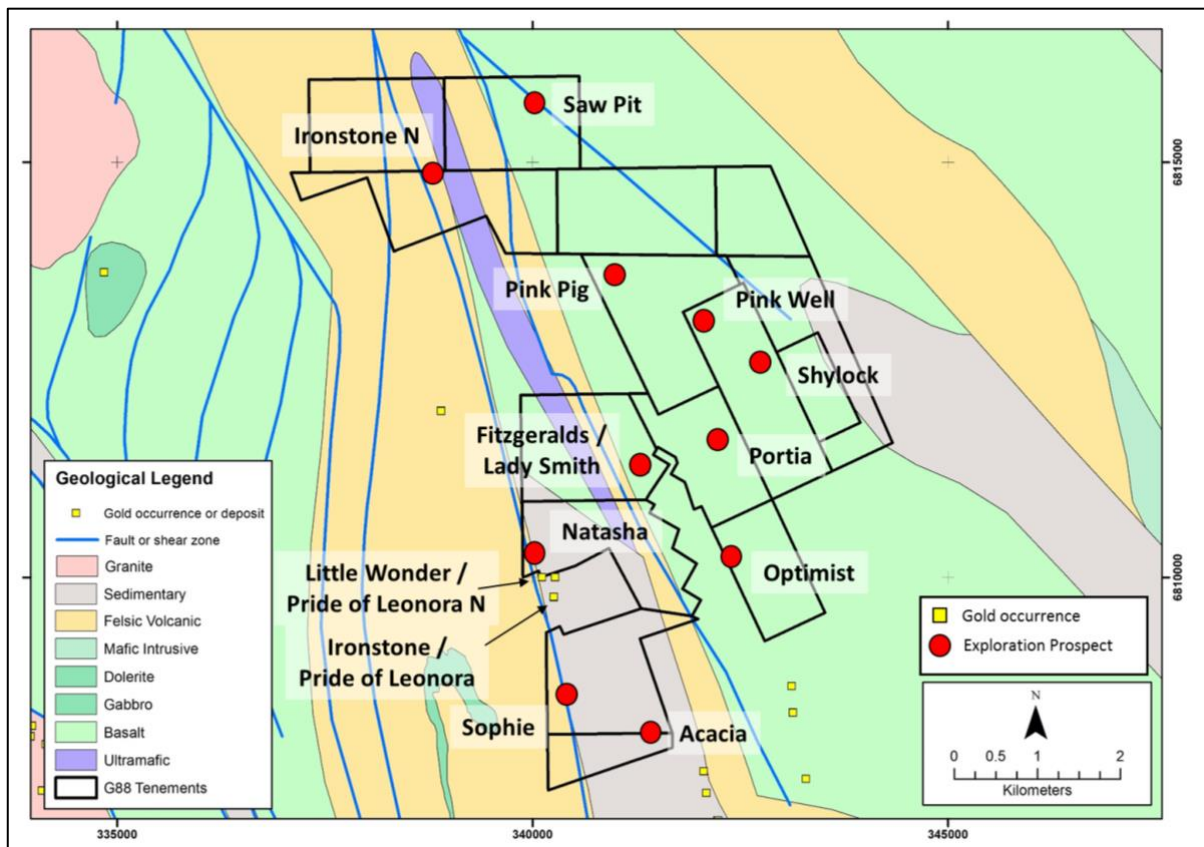 Saw Pit
Ironstone N
6815000
Pink Pig
Pink Well
Shylock
Fitzgeralds /
Lady Smith
Portia
Natasha
Optimist
Little Wonder /
Pride of Leonora N
6810000
Ironstone /
Pride of Leonora
Sophie
Acacia
Geological Legend
Gold occurrence or deposit
Fault or shear zone
Granite
Sedimentary
Felsic Volcanic
Mafic Intrusive
Dolerite
Gabbro
Basalt
Ultramafic
G88 Tenements
Gold occurrence
Exploration Prospect
N
0 0.5 1 2
Kilometers
335000 340000 345000